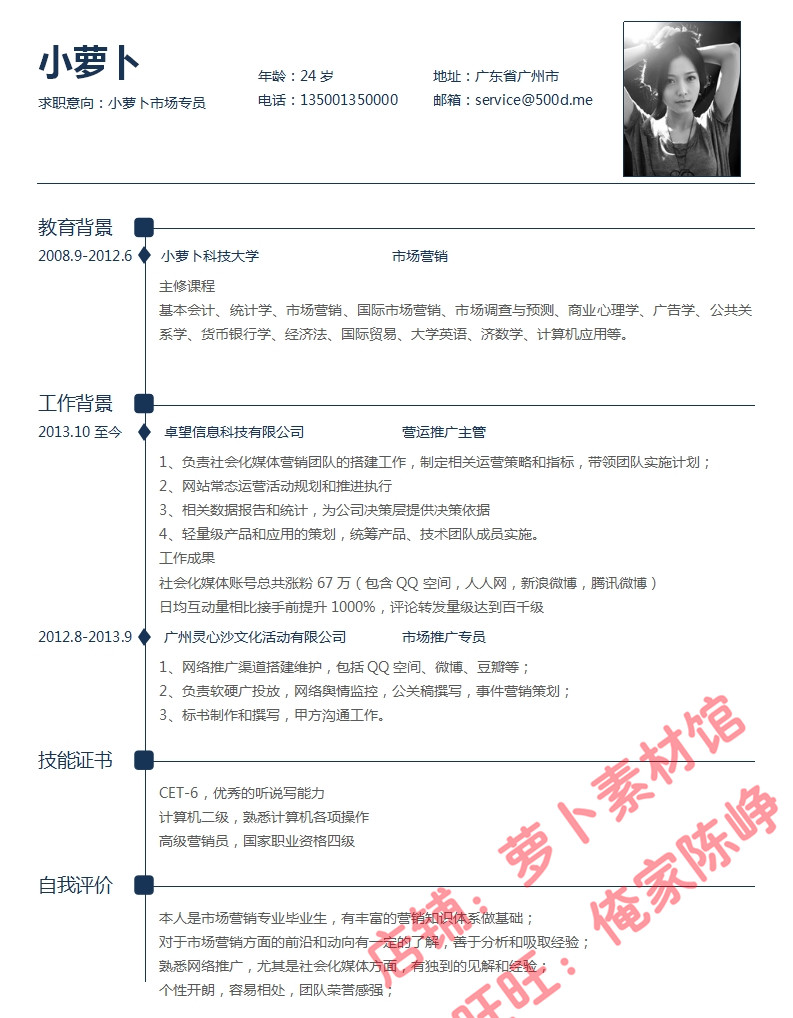 小萝卜
求职意向：小萝卜市场专员
年龄：24 岁
电话：135001350000
地址：广东省广州市
邮箱：service@500d.me
教育背景
2008.9-2012.6 小萝卜科技大学 市场营销
主修课程
基本会计、统计学、市场营销、国际市场营销、市场调查与预测、商业心理学、广告学、公共关
系学、货币银行学、经济法、国际贸易、大学英语、济数学、计算机应用等。
工作背景
2013.10 至今 卓望信息科技有限公司 营运推广主管
1、负责社会化媒体营销团队的搭建工作，制定相关运营策略和指标，带领团队实施计划；
2、网站常态运营活动规划和推进执行
3、相关数据报告和统计，为公司决策层提供决策依据
4、轻量级产品和应用的策划，统筹产品、技术团队成员实施。
工作成果
社会化媒体账号总共涨粉 67 万（包含 QQ 空间，人人网，新浪微博，腾讯微博）
日均互动量相比接手前提升 1000%，评论转发量级达到百千级
2012.8-2013.9 广州灵心沙文化活动有限公司 市场推广专员
1、网络推广渠道搭建维护，包括 QQ 空间、微博、豆瓣等；
2、负责软硬广投放，网络舆情监控，公关稿撰写，事件营销策划；
3、标书制作和撰写，甲方沟通工作。
技能证书
CET-6，优秀的听说写能力
计算机二级，熟悉计算机各项操作
高级营销员，国家职业资格四级
自我评价
本人是市场营销专业毕业生，有丰富的营销知识体系做基础；
对于市场营销方面的前沿和动向有一定的了解，善于分析和吸取经验；
熟悉网络推广，尤其是社会化媒体方面，有独到的见解和经验；
个性开朗，容易相处，团队荣誉感强；
店铺：萝卜素材馆
旺旺：俺家陈峥